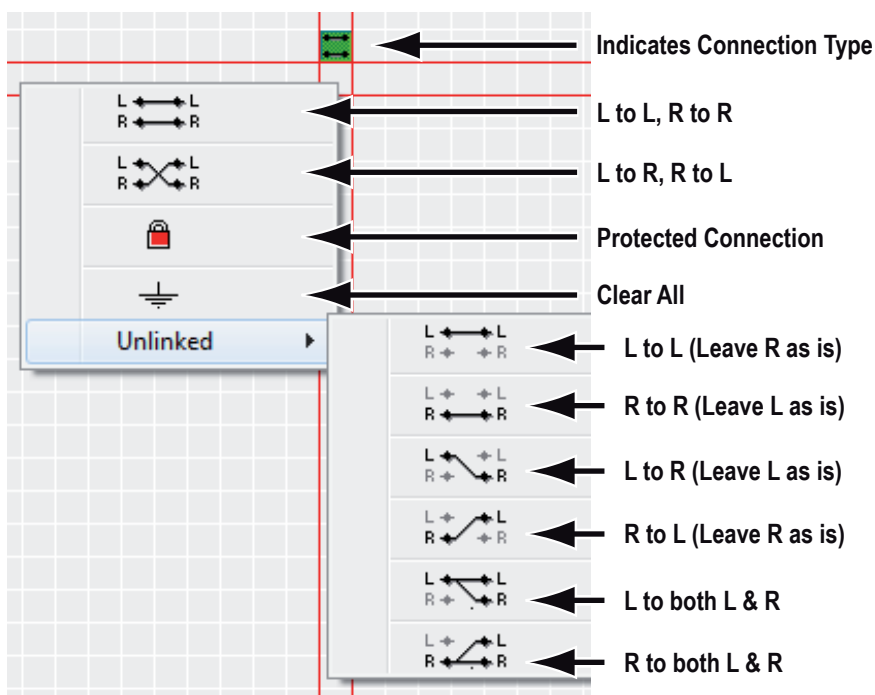 Indicates Connection Type
L L
R R
L to L, R to R
L L
R R
L to R, R to L
Protected Connection
Clear All
Unlinked
L L
R R
L to L (Leave R as is)
L L
R R
R to R (Leave L as is)
L L
R R
L to R (Leave L as is)
L L
R R
R to L (Leave R as is)
L L
R R
L to both L & R
L L
R R
R to both L & R